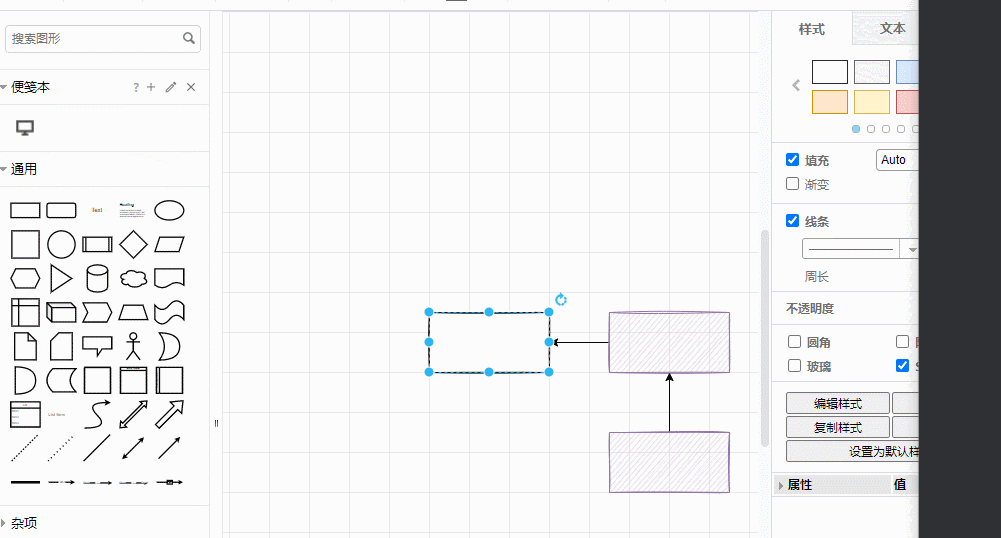 搜索图形
便笺本
?
通用
Text
Heading
List Item
杂项
样式
文本
填充
Auto
渐变
线条
周长
不透明度
圆角
玻璃
S
编辑样式
复制样式
设置为默认样
属性
值